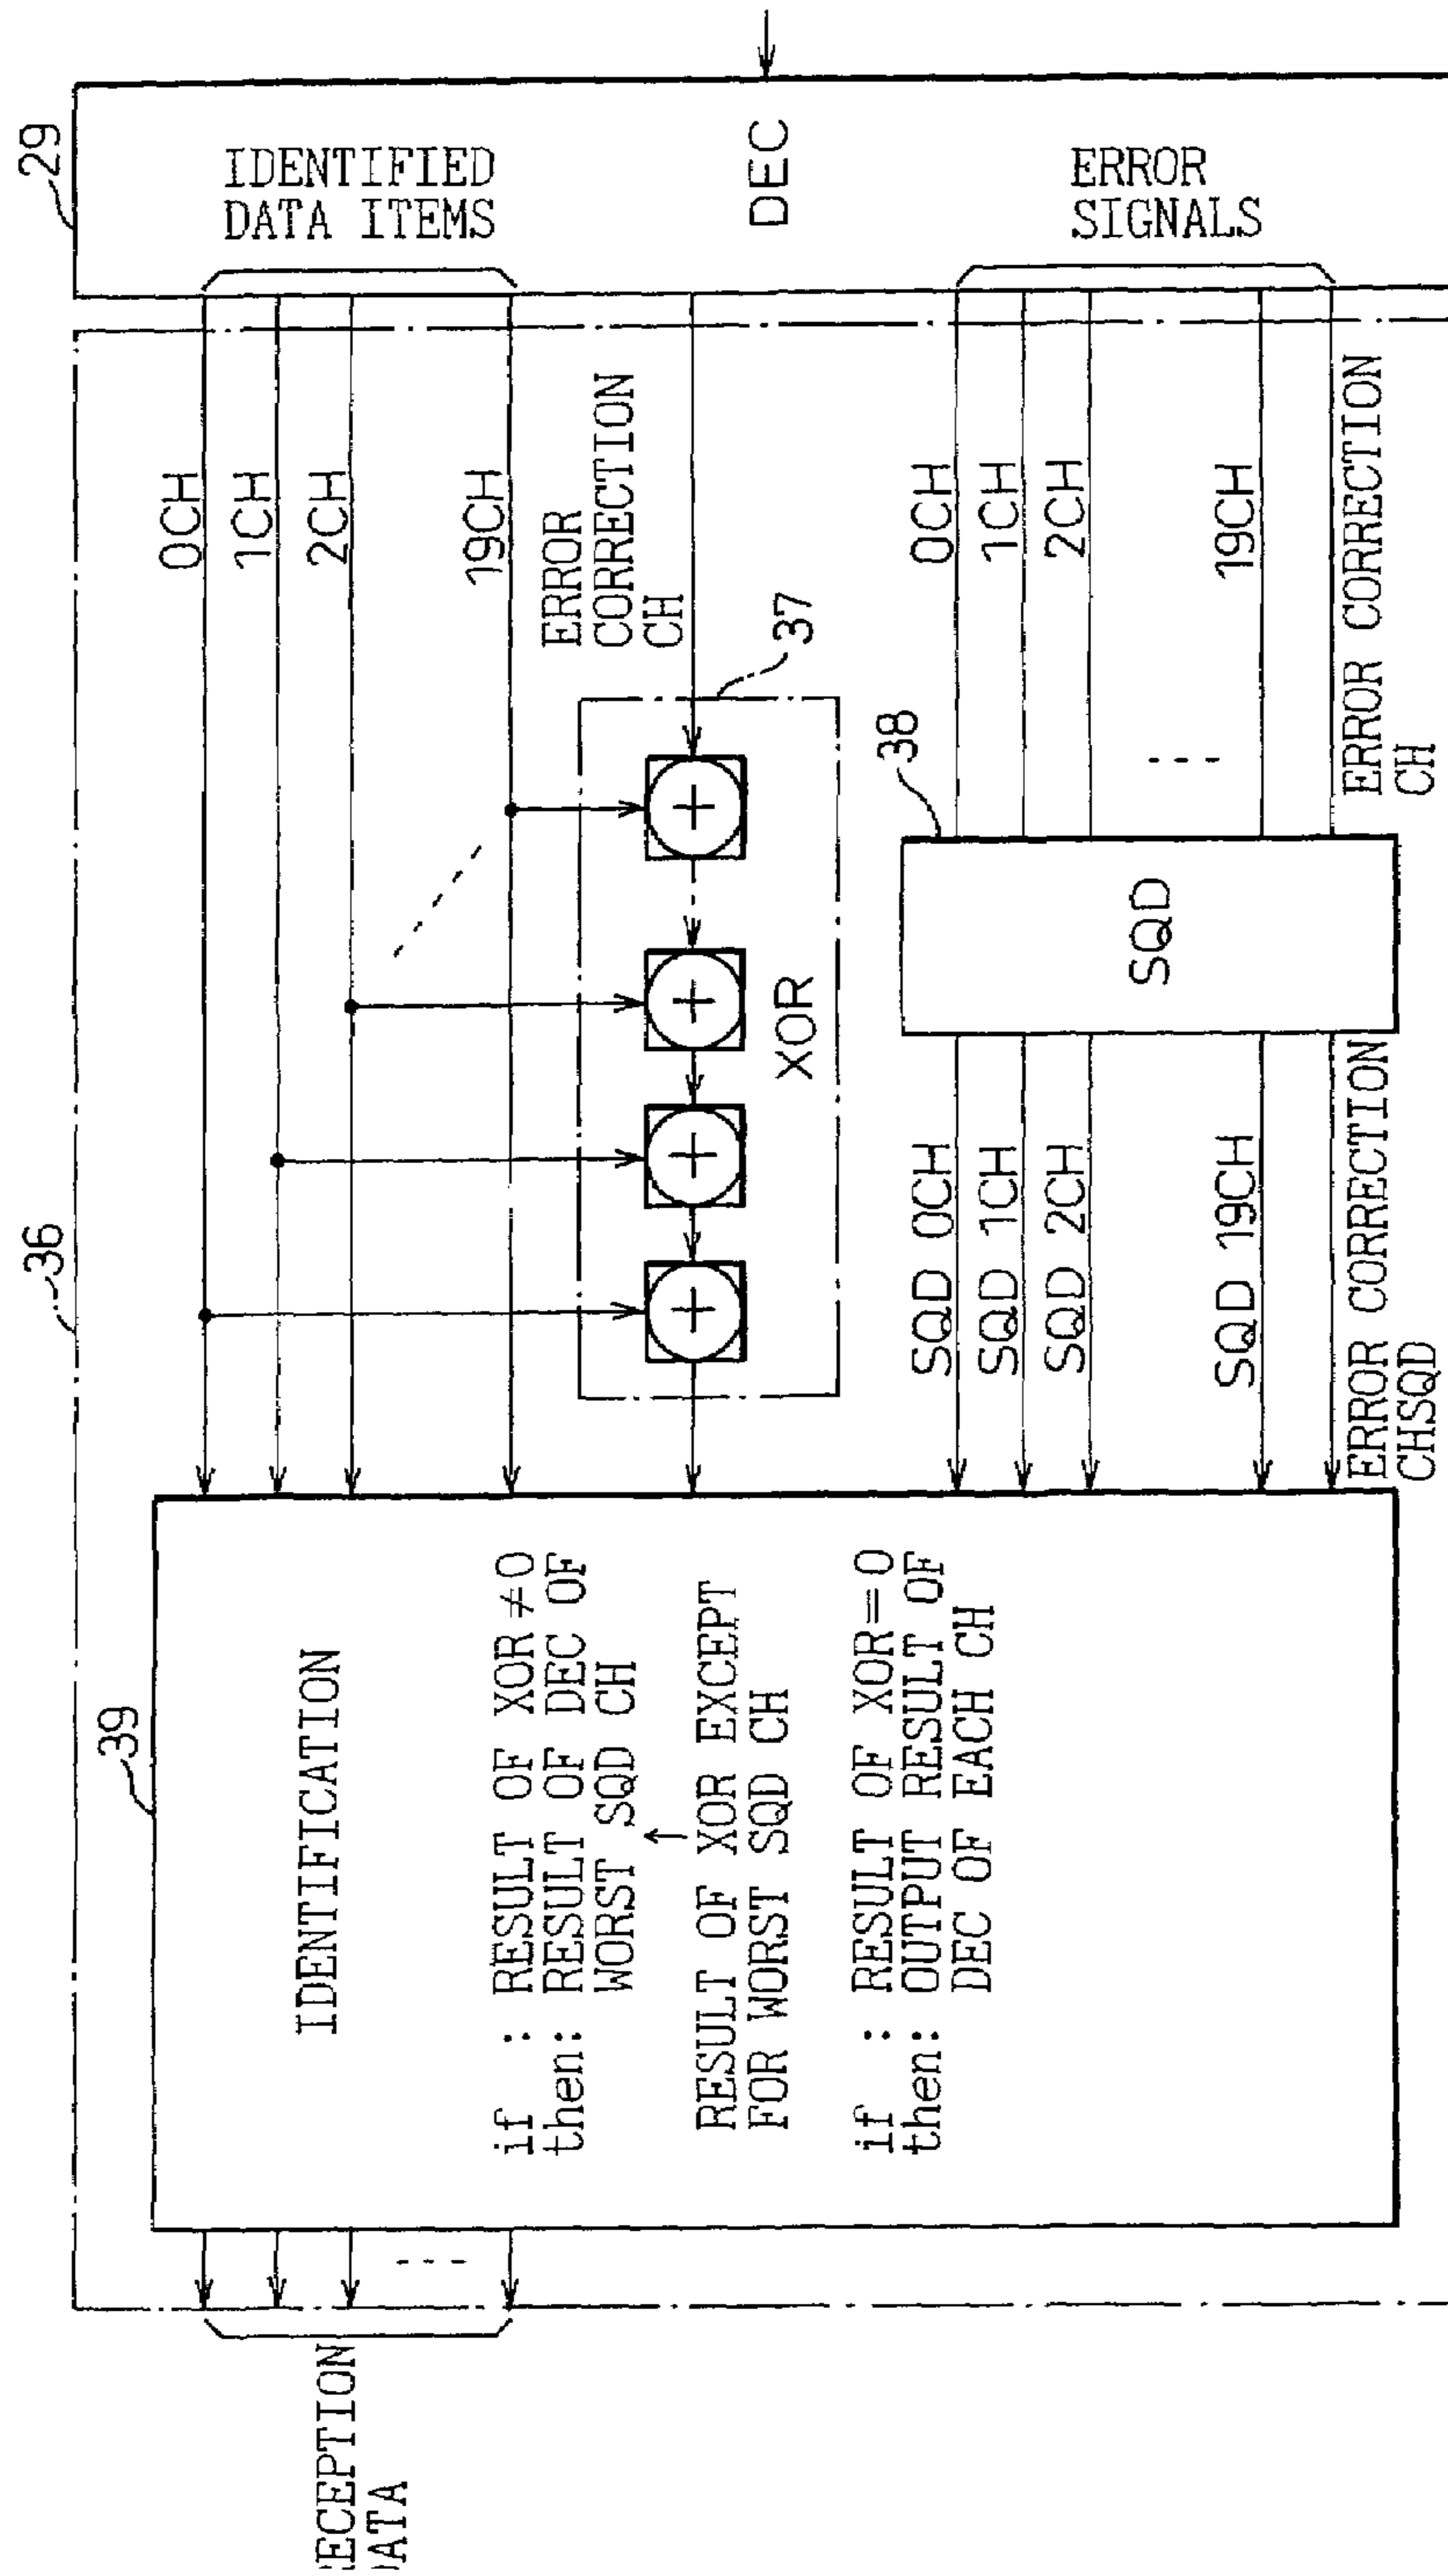 29
IDENTIFIED
DATA ITEMS
DEC
ERROR
SIGNALS
36
0CH
1CH
2CH
19CH
ERROR
CORRECTION
CH
37
XOR
0CH
1CH
2CH
19CH
ERROR CORRECTION
CH
38
SQD
SQD 0CH
SQD 1CH
SQD 2CH
SQD 19CH
ERROR CORRECTION
CHSQD
39
IDENTIFICATION
if : RESULT OF XOR≠0
then: RESULT OF DEC OF
WORST SQD CH
↑
RESULT OF XOR EXCEPT
FOR WORST SQD CH
if : RESULT OF XOR=0
then: OUTPUT RESULT OF
DEC OF EACH CH
ECEPTION
ATA